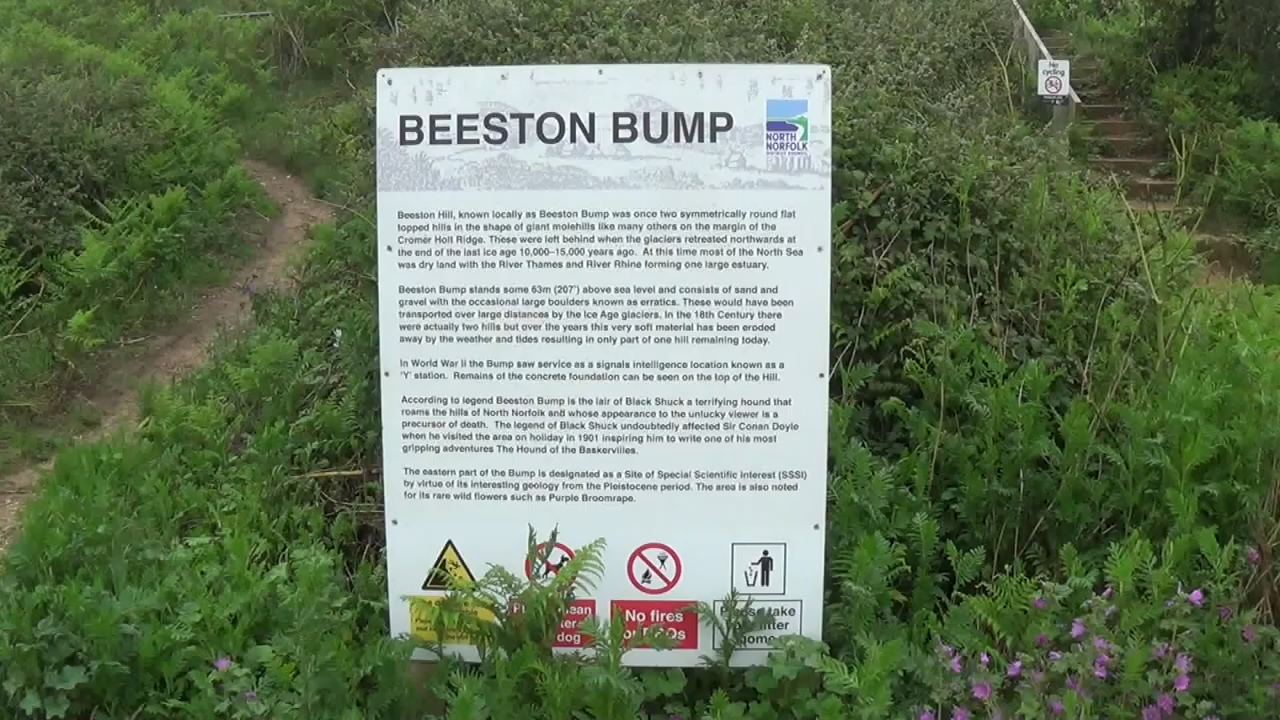 BEESTON BUMP
NORTH
NORFOLK
DISTRICT COUNCIL
No
cycling
Beeston Hill, known locally as Beeston Bump was once two symmetrically round flat
topped hills in the shape of giant molehills like many others on the margin of the
Cromer Holt Ridge. These were left behind when the glaciers retreated northwards at
the end of the last ice age 10,000–15,000 years ago. At this time most of the North Sea
was dry land with the River Thames and River Rhine forming one large estuary.
Beeston Bump stands some 63m (207') above sea level and consists of sand and
gravel with the occasional large boulders known as erratics. These would have been
transported over large distances by the Ice Age glaciers. In the 18th Century there
were actually two hills but over the years this very soft material has been eroded
away by the weather and tides resulting in only part of one hill remaining today.
In World War II the Bump saw service as a signals intelligence location known as a
'Y' station. Remains of the concrete foundation can be seen on the top of the Hill.
According to legend Beeston Bump is the lair of Black Shuck a terrifying hound that
roams the hills of North Norfolk and whose appearance to the unlucky viewer is a
precursor of death. The legend of Black Shuck undoubtedly affected Sir Conan Doyle
when he visited the area on holiday in 1901 inspiring him to write one of his most
gripping adventures The Hound of the Baskervilles.
The eastern part of the Bump is designated as a Site of Special Scientific Interest (SSSI)
by virtue of its interesting geology from the Pleistocene period. The area is also noted
for its rare wild flowers such as Purple Broomrape.
dog
No fires
or BBQs
Please take
litter
home